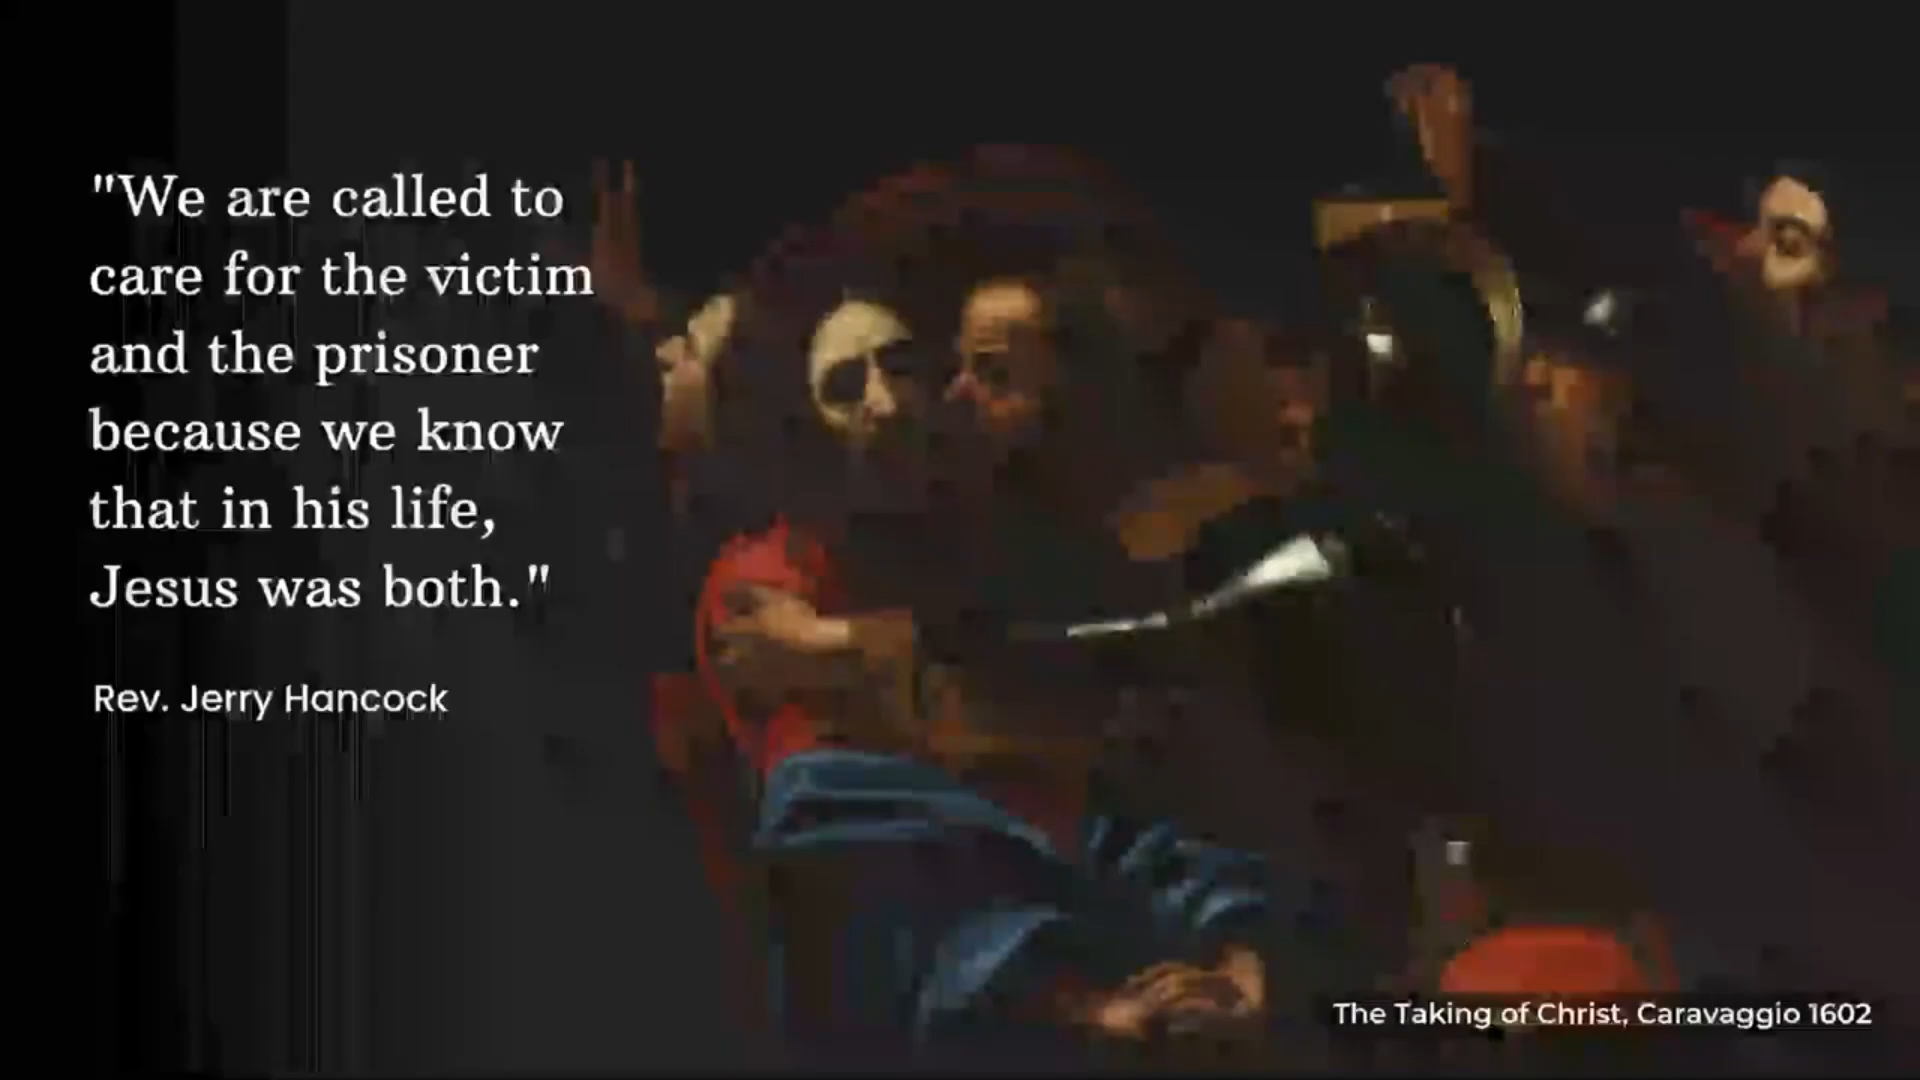 "We are called to
care for the victim
and the prisoner
because we know
that in his life,
Jesus was both."
Rev. Jerry Hancock
The Taking of Christ, Caravaggio 1602